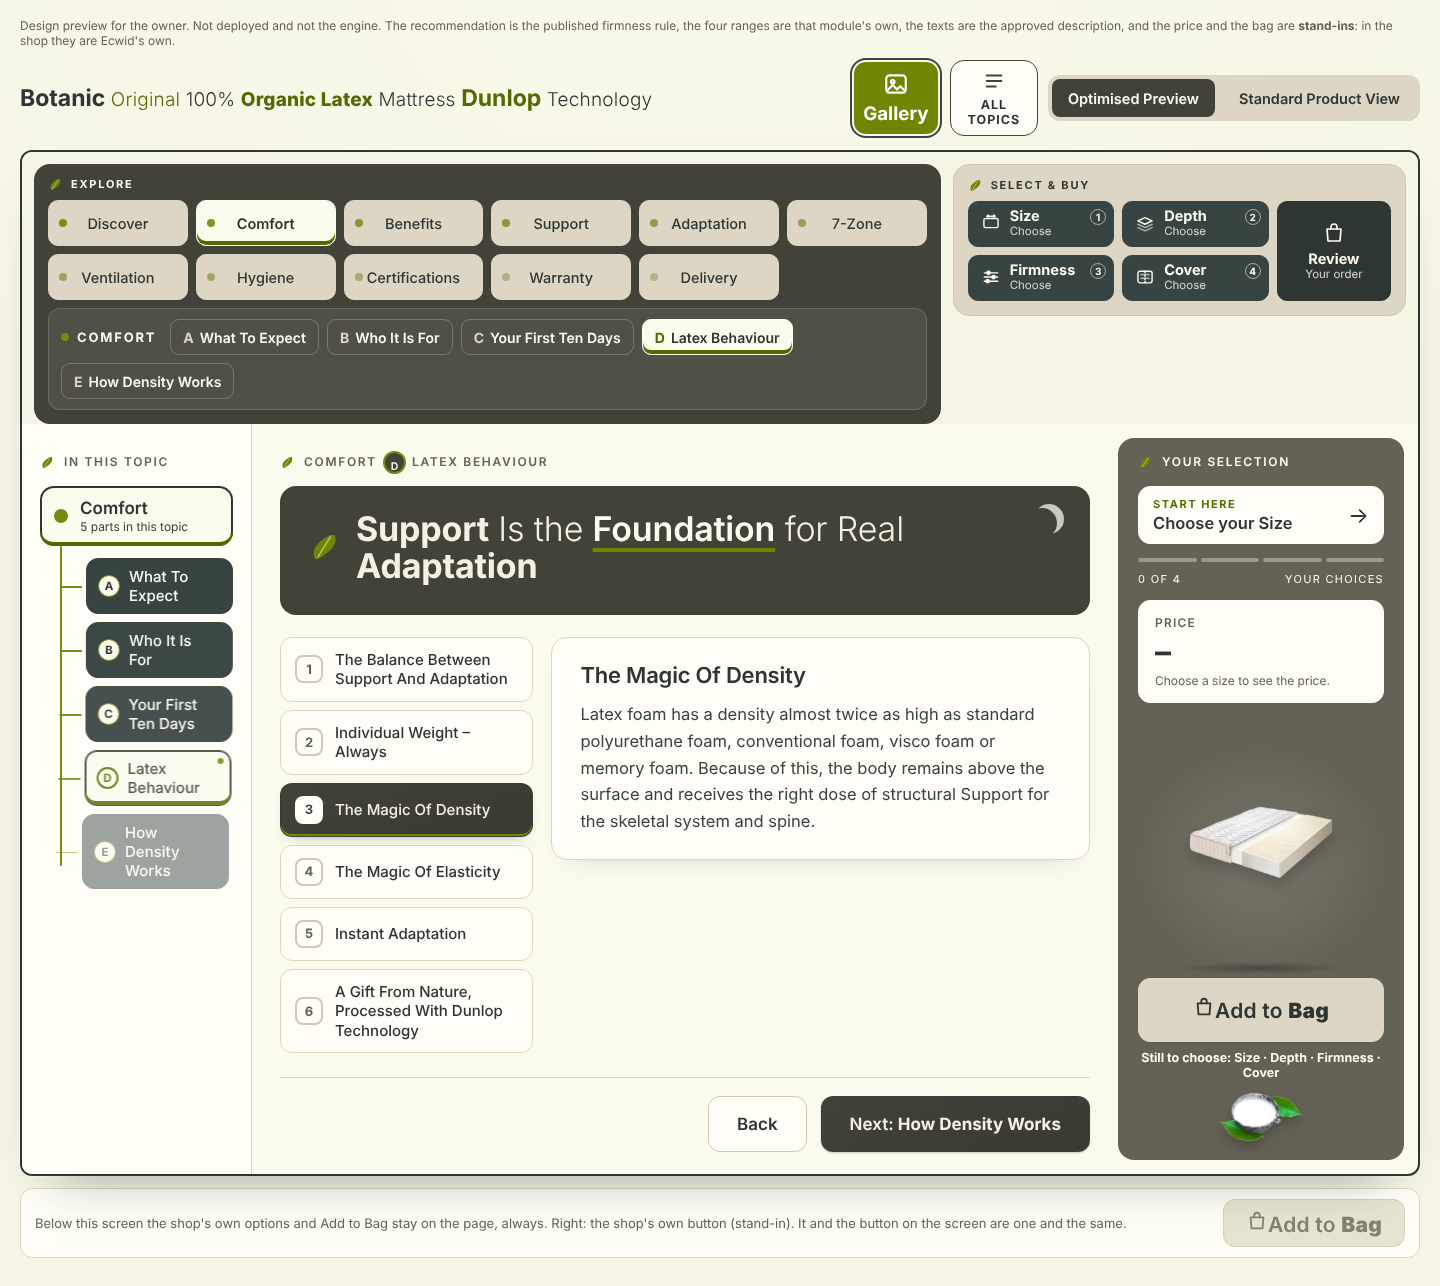 Design preview for the owner. Not deployed and not the engine. The recommendation is the published firmness rule, the four ranges are that module's own, the texts are the approved description, and the price and the bag are stand-ins: in the
shop they are Ecwid's own.
Botanic Original 100% Organic Latex Mattress Dunlop Technology
Gallery
ALL
TOPICS
Optimised Preview
Standard Product View
EXPLORE
Discover
Comfort
Benefits
Support
Adaptation
7-Zone
Ventilation
Hygiene
Certifications
Warranty
Delivery
COMFORT
A What To Expect
B Who It Is For
C Your First Ten Days
D Latex Behaviour
E How Density Works
SELECT & BUY
Size
Choose
1
Depth
Choose
2
Firmness
Choose
3
Cover
Choose
4
Review
Your order
IN THIS TOPIC
Comfort
5 parts in this topic
A What To
Expect
B Who It Is
For
C Your First
Ten Days
D Latex
Behaviour
E How
Density
Works
COMFORT D LATEX BEHAVIOUR
Support Is the Foundation for Real
Adaptation
1 The Balance Between
Support And Adaptation
2 Individual Weight –
Always
3 The Magic Of Density
4 The Magic Of Elasticity
5 Instant Adaptation
6 A Gift From Nature,
Processed With Dunlop
Technology
The Magic Of Density
Latex foam has a density almost twice as high as standard
polyurethane foam, conventional foam, visco foam or
memory foam. Because of this, the body remains above the
surface and receives the right dose of structural Support for
the skeletal system and spine.
Back
Next: How Density Works
YOUR SELECTION
START HERE
Choose your Size
0 OF 4
YOUR CHOICES
PRICE
–
Choose a size to see the price.
Add to Bag
Still to choose: Size · Depth · Firmness ·
Cover
Below this screen the shop's own options and Add to Bag stay on the page, always. Right: the shop's own button (stand-in). It and the button on the screen are one and the same.
Add to Bag